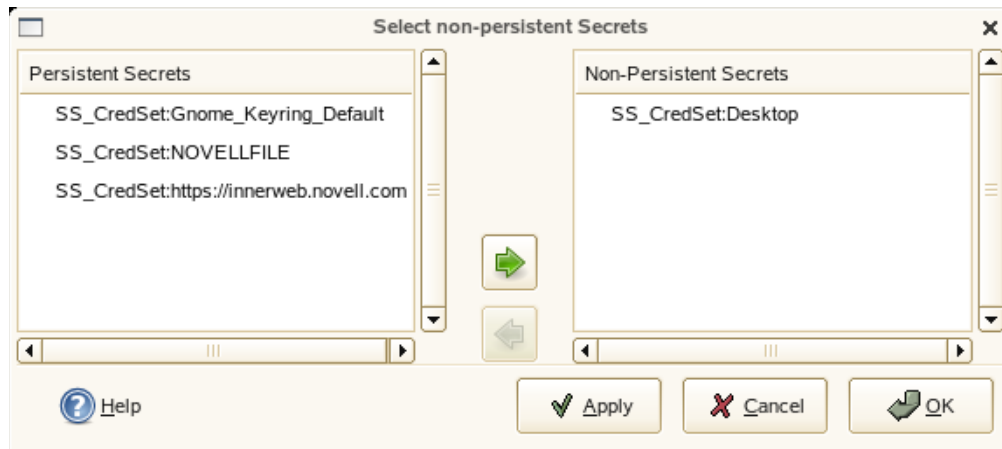 Select non-persistent Secrets
Persistent Secrets
SS_CredSet:Gnome_Keyring_Default
SS_CredSet:NOVELLFILE
SS_CredSet:https://innerweb.novell.com
Non-Persistent Secrets
SS_CredSet:Desktop
Help
Apply
Cancel
OK